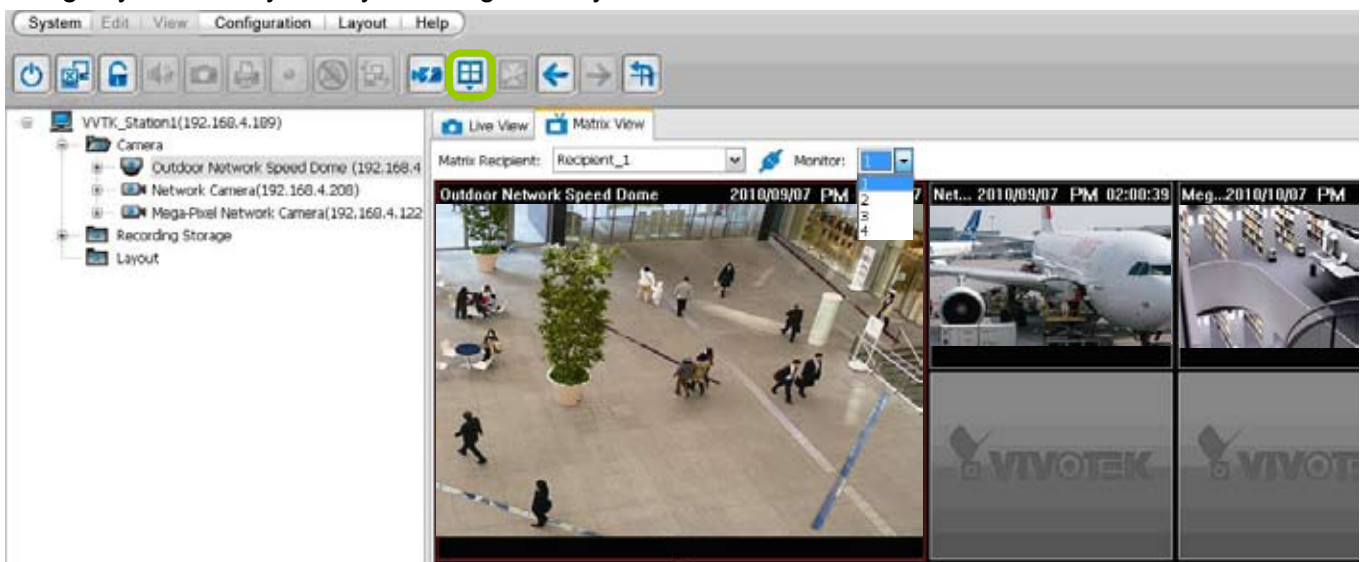 System Edit View Configuration Layout Help
VVTK_Station1(192.168.4.189)
Camera
Outdoor Network Speed Dome (192.168.4
Network Camera(192.168.4.208)
Mega-Pixel Network Camera(192.168.4.122
Recording Storage
Layout
Live View Matrix View
Matrix Recipient: Recipient_1 Monitor: 1
1
2
3
4
Outdoor Network Speed Dome 2010/09/07 PM 7
Net... 2010/09/07 PM 02:00:39
Meg...2010/10/07 PM
VIVOTEK
VIVOT